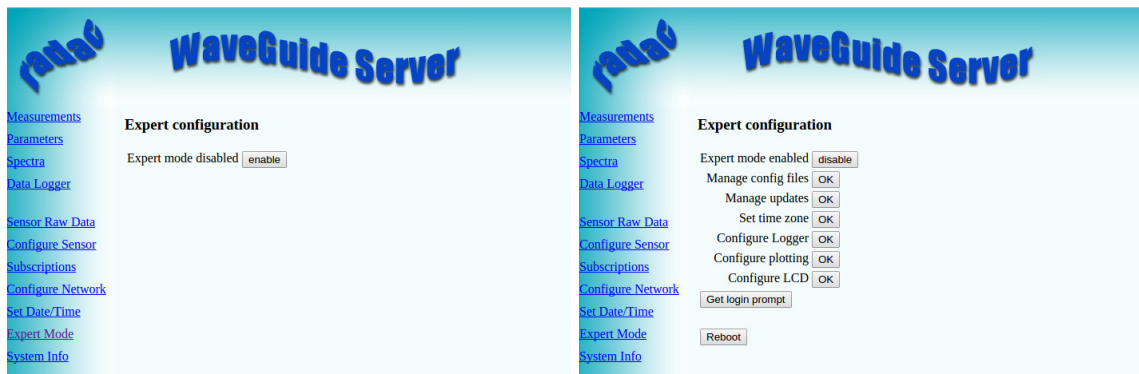 radac
WaveGuide Server
Measurements
Parameters
Spectra
Data Logger
Sensor Raw Data
Configure Sensor
Subscriptions
Configure Network
Set Date/Time
Expert Mode
System Info
Expert configuration
Expert mode disabled enable
radac
WaveGuide Server
Measurements
Parameters
Spectra
Data Logger
Sensor Raw Data
Configure Sensor
Subscriptions
Configure Network
Set Date/Time
Expert Mode
System Info
Expert configuration
Expert mode enabled disable
Manage config files OK
Manage updates OK
Set time zone OK
Configure Logger OK
Configure plotting OK
Configure LCD OK
Get login prompt
Reboot